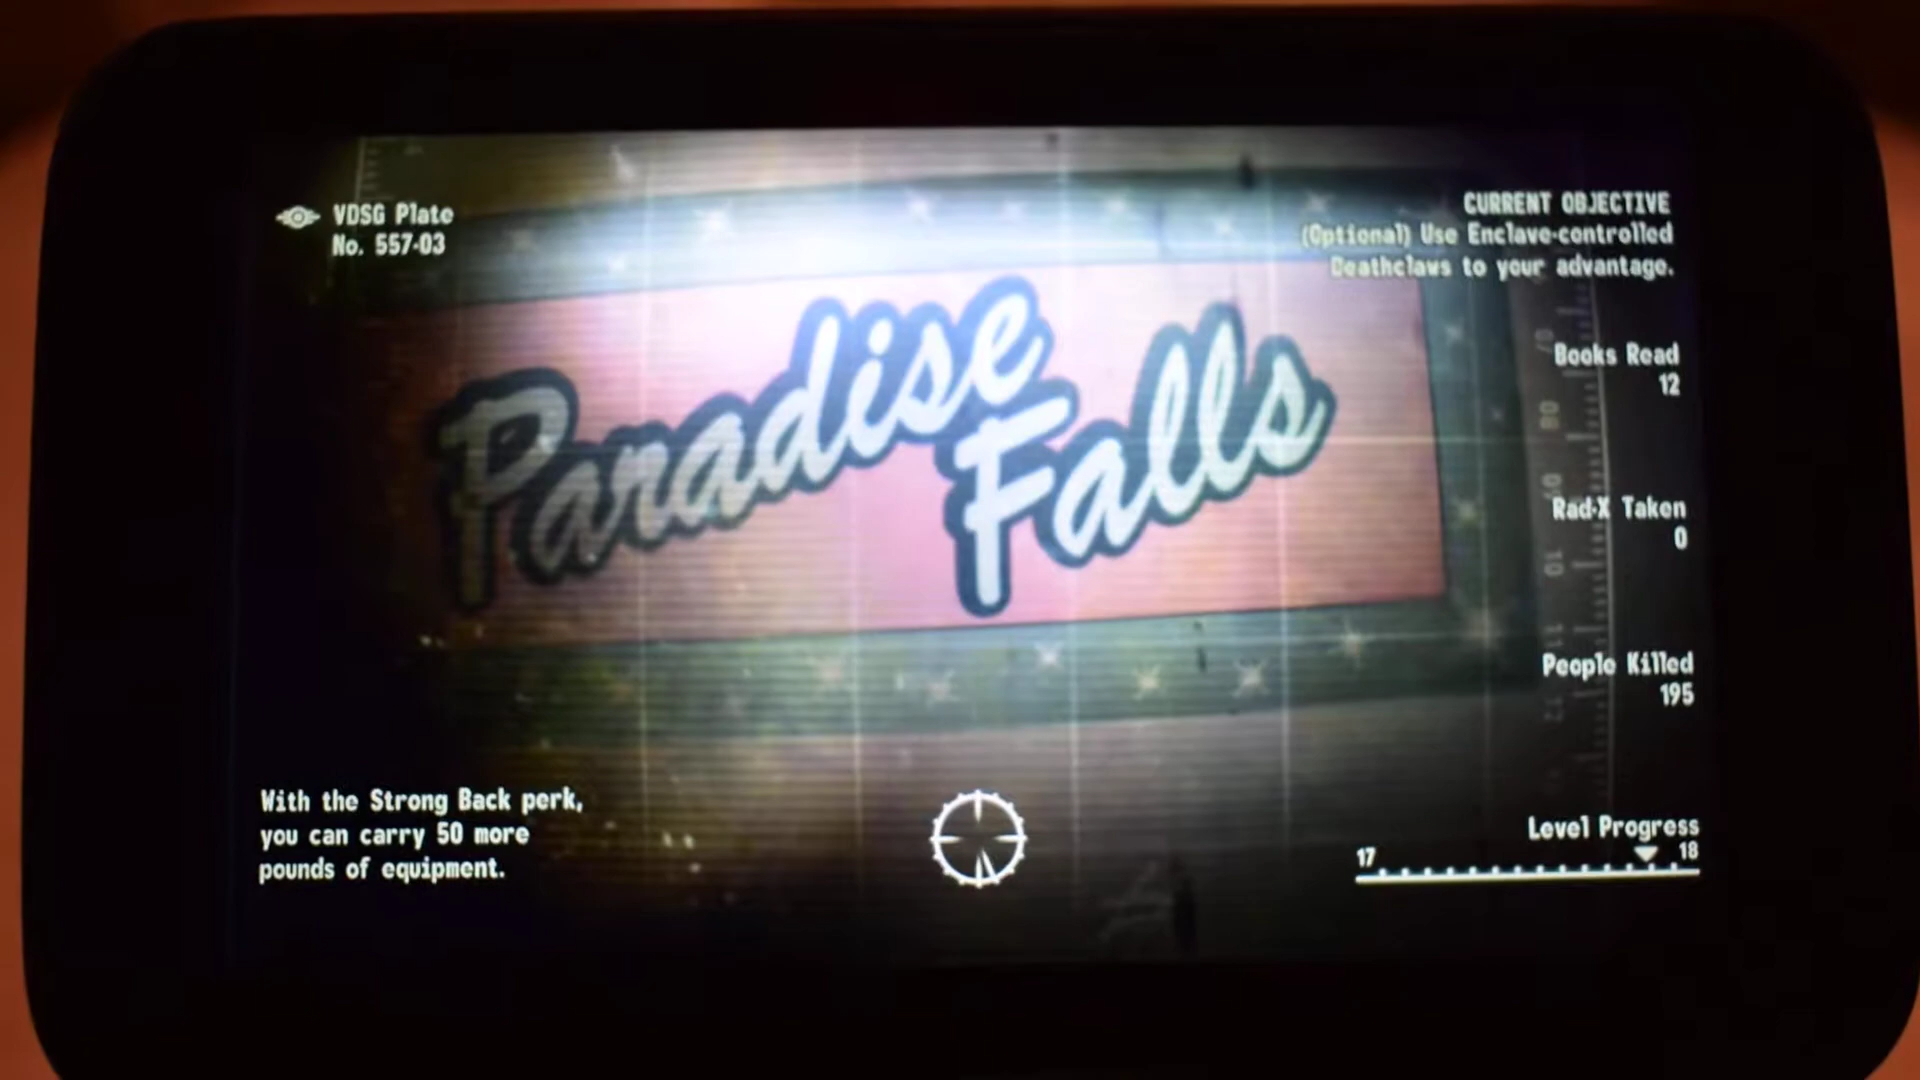 VDSG Plate
No. 557-03
CURRENT OBJECTIVE
(Optional) Use Enclave-controlled
Deathclaws to your advantage.
Paradise
Falls
Books Read
12
Rad-X Taken
0
People Killed
195
With the Strong Back perk,
you can carry 50 more
pounds of equipment.
Level Progress
17
18